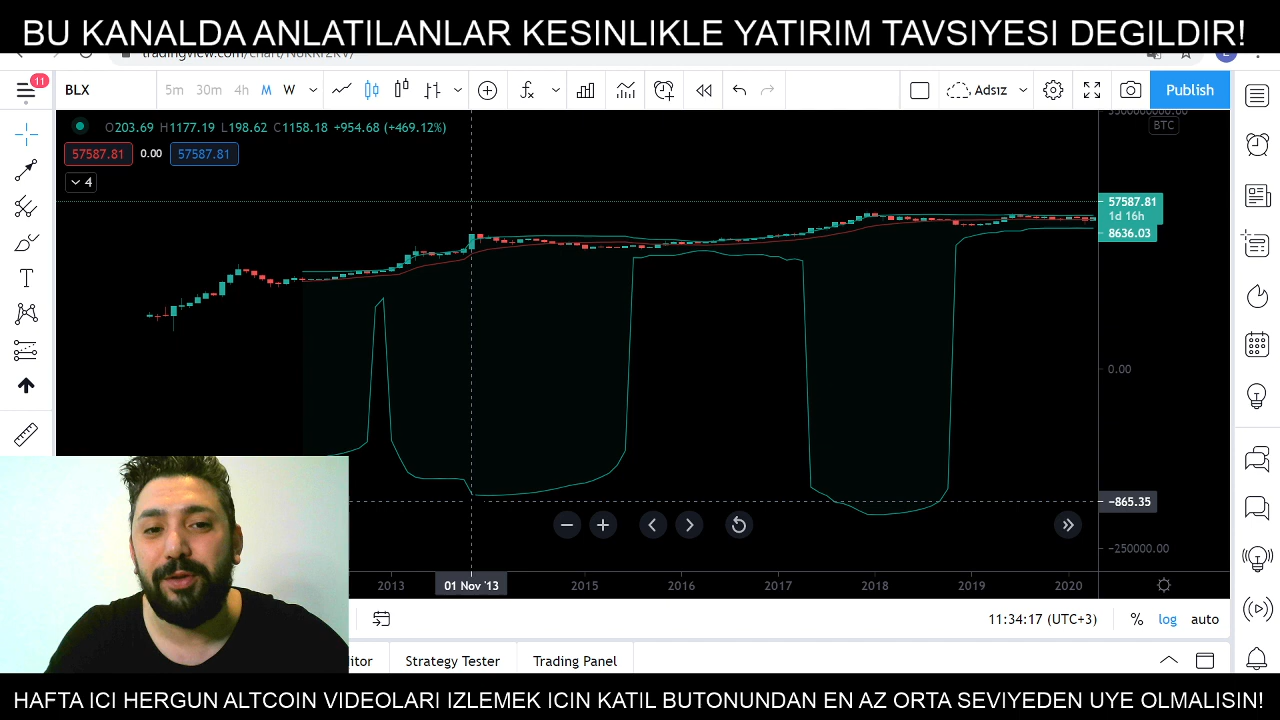 BU KANALDA ANLATILANLAR KESINLIKLE YATIRIM TAVSIYESI DEGILDIR!
11
BLX
5m 30m 4h M W
Adsız
Publish
O203.69 H1177.19 L198.62 C1158.18 +954.68 (+469.12%)
BTC
57587.81 0.00 57587.81
4
57587.81
1d 16h
8636.03
0.00
-865.35
-250000.00
2013 01 Nov '13 2015 2016 2017 2018 2019 2020
11:34:17 (UTC+3) % log auto
itor Strategy Tester Trading Panel
HAFTA ICI HERGUN ALTCOIN VIDEOLARI IZLEMEK ICIN KATIL BUTONUNDAN EN AZ ORTA SEVIYEDEN UYE OLMALISIN!